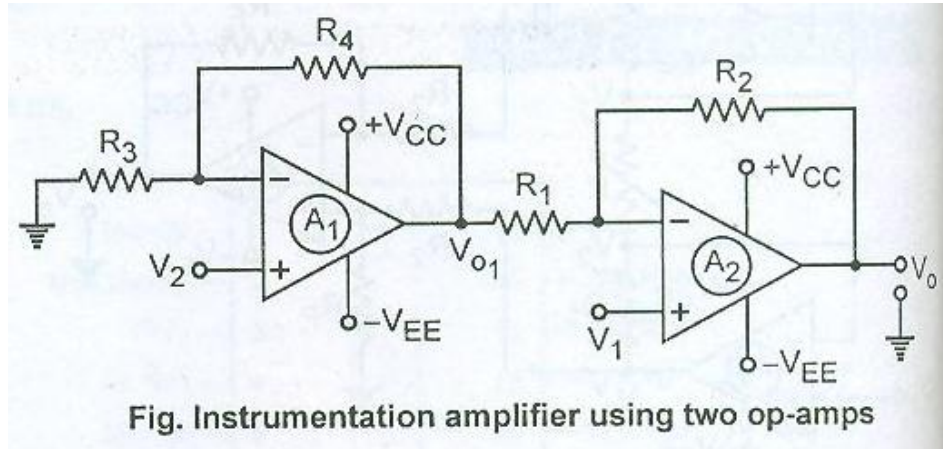 R4
R2
+VCC
R3
+VCC
R1
−
A1
−
Vo1
A2
V2
+
Vo
+
V1
−VEE
−VEE
Fig. Instrumentation amplifier using two op-amps